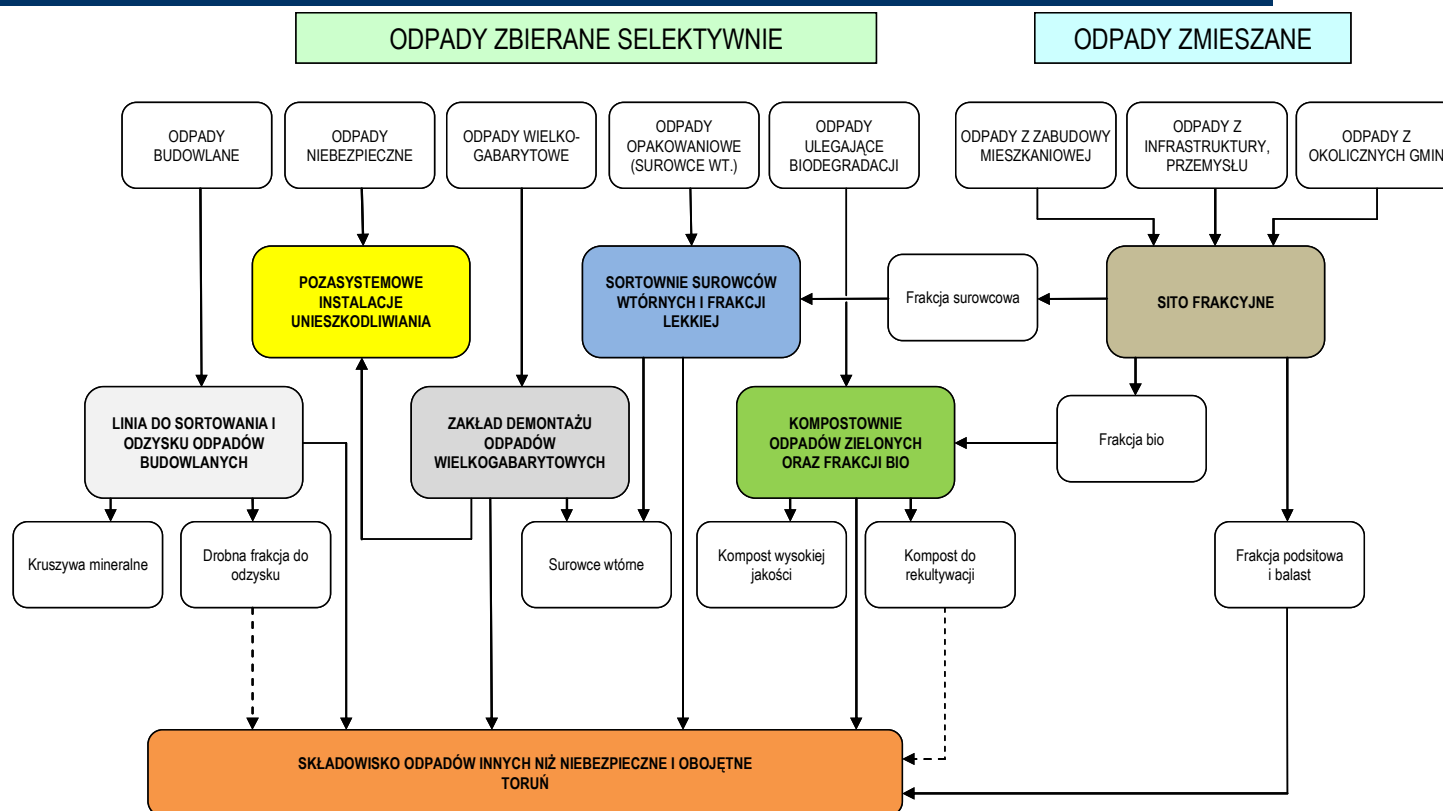 ODPADY ZBIERANE SELEKTYWNIE
ODPADY ZMIESZANE
ODPADY
BUDOWLANE
ODPADY
NIEBEZPIECZNE
ODPADY WIELKO-
GABARYTOWE
ODPADY
OPAKOWANIOWE
(SUROWCE WT.)
ODPADY
ULEGAJĄCE
BIODEGRADACJI
ODPADY Z ZABUDOWY
MIESZKANIOWEJ
ODPADY Z
INFRASTRUKTURY,
PRZEMYSŁU
ODPADY Z
OKOLICZNYCH GMIN
POZASYSTEMOWE
INSTALACJE
UNIESZKODLIWIANIA
SORTOWNIE SUROWCÓW
WTÓRNYCH I FRAKCJI
LEKKIEJ
Frakcja surowcowa
SITO FRAKCYJNE
LINIA DO SORTOWANIA I
ODZYSKU ODPADÓW
BUDOWLANYCH
ZAKŁAD DEMONTAŻU
ODPADÓW
WIELKOGABARYTOWYCH
KOMPOSTOWNIE
ODPADÓW ZIELONYCH
ORAZ FRAKCJI BIO
Frakcja bio
Kruszywa mineralne
Drobna frakcja do
odzysku
Surowce wtórne
Kompost wysokiej
jakości
Kompost do
rekultywacji
Frakcja podsitowa
i balast
SKŁADOWISKO ODPADÓW INNYCH NIŻ NIEBEZPIECZNE I OBOJĘTNE
TORUŃ